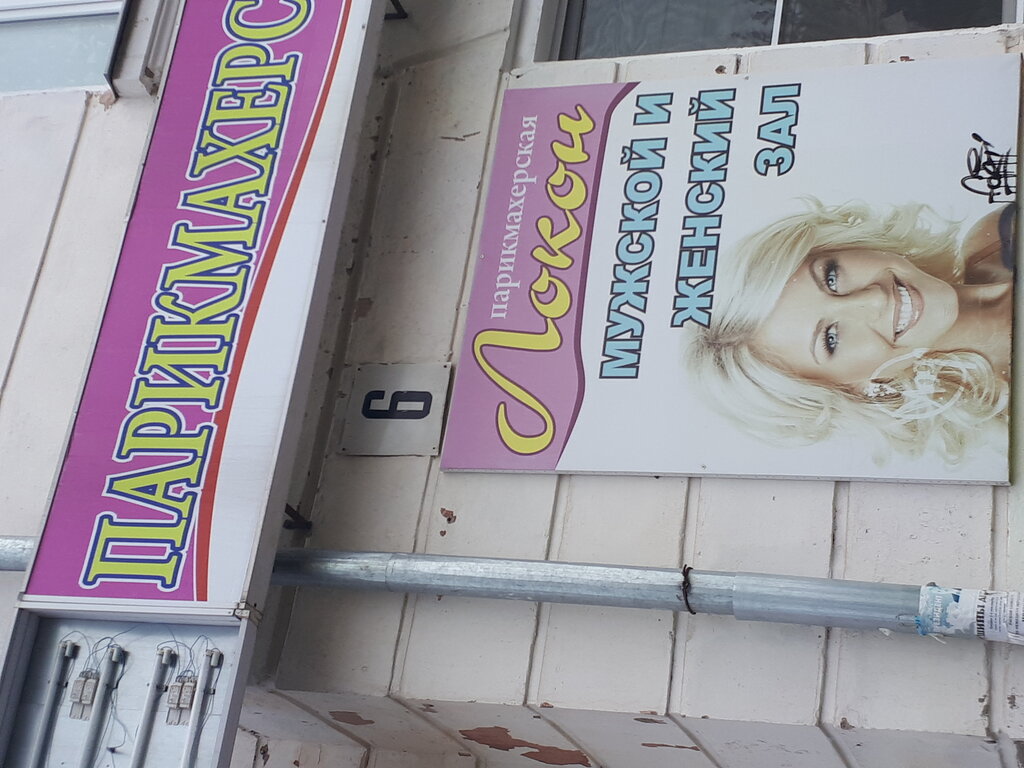 ПАРИКМАХЕРС
6
парикмахерская
Локон
МУЖСКОЙ И
ЖЕНСКИЙ
ЗАЛ